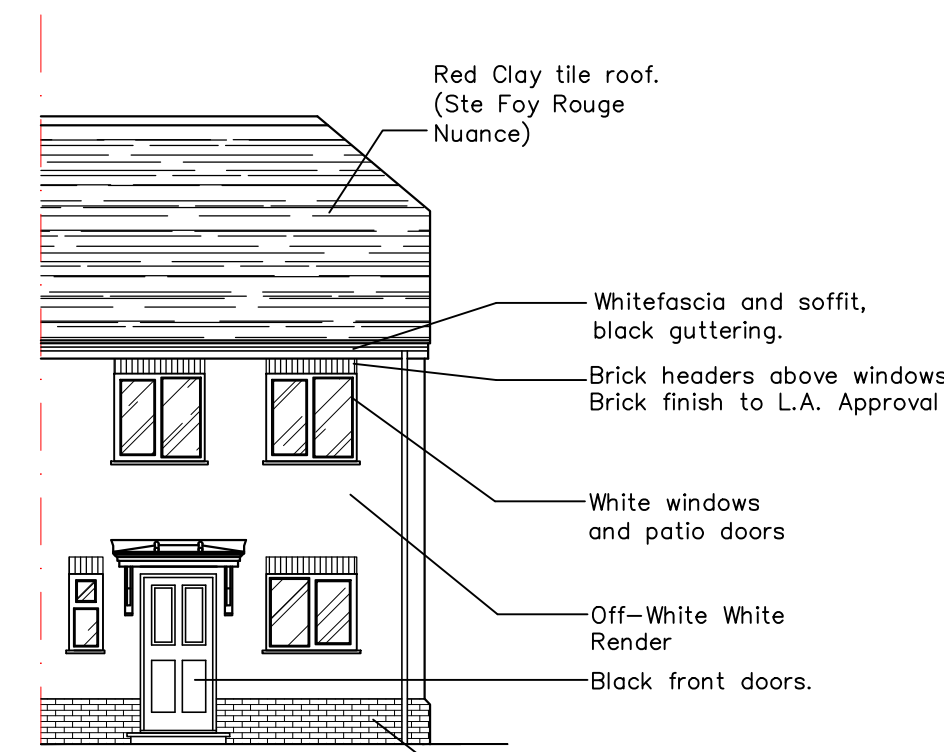 Red Clay tile roof.
(Ste Foy Rouge
Nuance)
Whitefascia and soffit,
black guttering.
Brick headers above windows
Brick finish to L.A. Approval
White windows
and patio doors
Off-White White
Render
Black front doors.